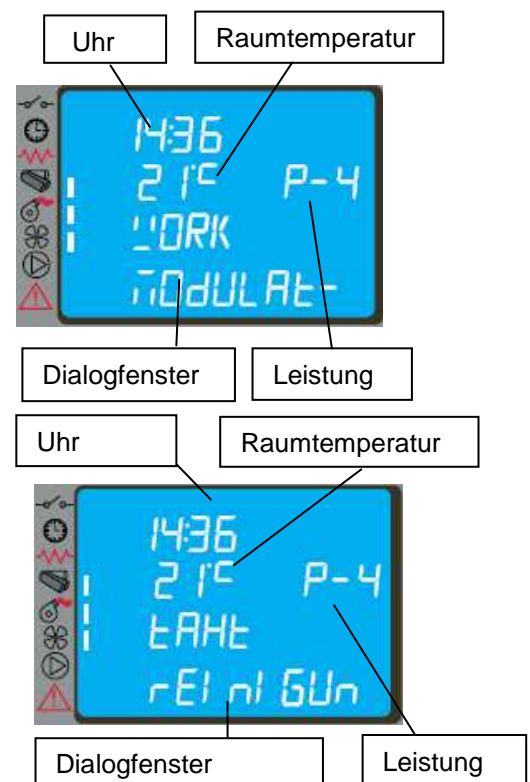 Uhr Raumtemperatur
14:36
21°C P-4
WORK
MOdULAt-
Dialogfenster Leistung
Uhr Raumtemperatur
14:36
21°C P-4
tAHt
rEInIGUn
Dialogfenster Leistung